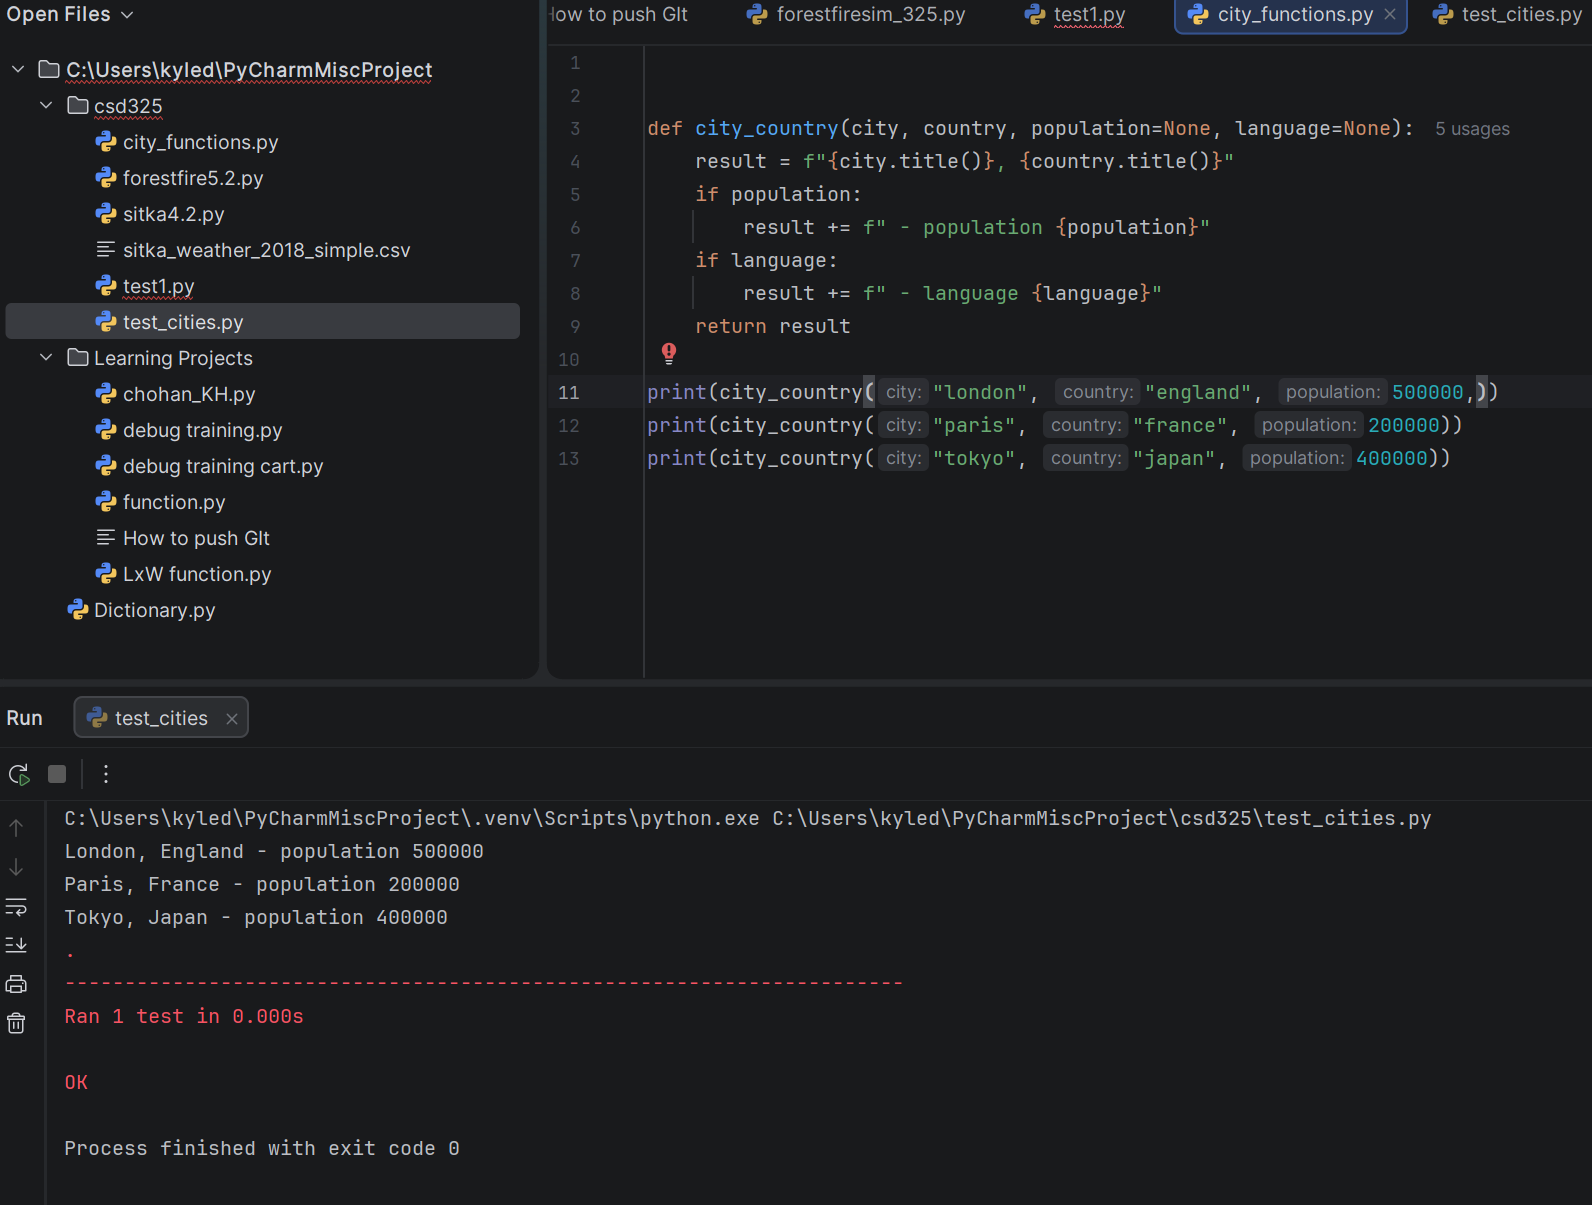 Open Files
C:\Users\kyled\PyCharmMiscProject
csd325
city_functions.py
forestfire5.2.py
sitka4.2.py
sitka_weather_2018_simple.csv
test1.py
test_cities.py
Learning Projects
chohan_KH.py
debug training.py
debug training cart.py
function.py
How to push GIt
LxW function.py
Dictionary.py
How to push GIt forestfiresim_325.py test1.py city_functions.py test_cities.py
1
2
3 def city_country(city, country, population=None, language=None): 5 usages
4 result = f"{city.title()}, {country.title()}"
5 if population:
6 result += f" - population {population}"
7 if language:
8 result += f" - language {language}"
9 return result
10
11 print(city_country( city: "london", country: "england", population: 500000,))
12 print(city_country( city: "paris", country: "france", population: 200000))
13 print(city_country( city: "tokyo", country: "japan", population: 400000))
Run test_cities
C:\Users\kyled\PyCharmMiscProject\.venv\Scripts\python.exe C:\Users\kyled\PyCharmMiscProject\csd325\test_cities.py
London, England - population 500000
Paris, France - population 200000
Tokyo, Japan - population 400000
.
----------------------------------------------------------------------
Ran 1 test in 0.000s
OK
Process finished with exit code 0